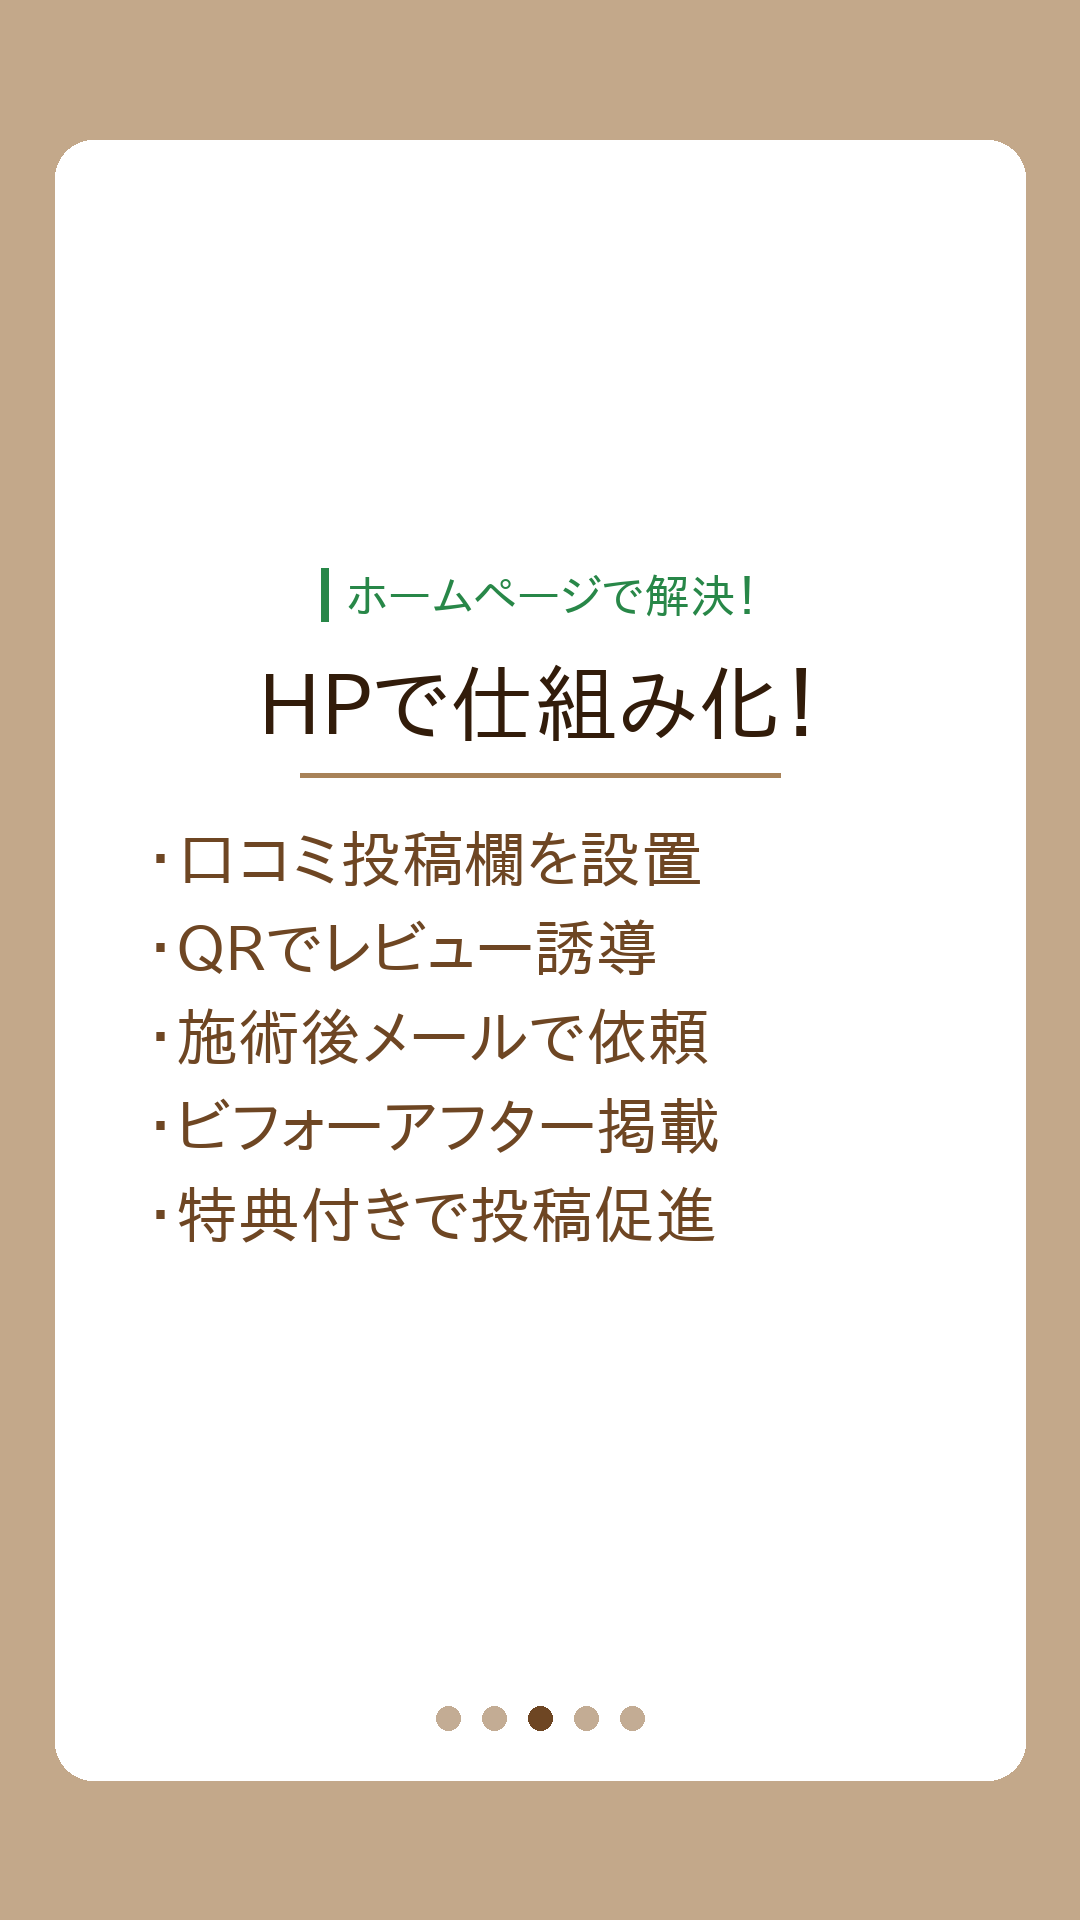 ホームページで解決！
HPで仕組み化！
・口コミ投稿欄を設置
・QRでレビュー誘導
・施術後メールで依頼
・ビフォーアフター掲載
・特典付きで投稿促進